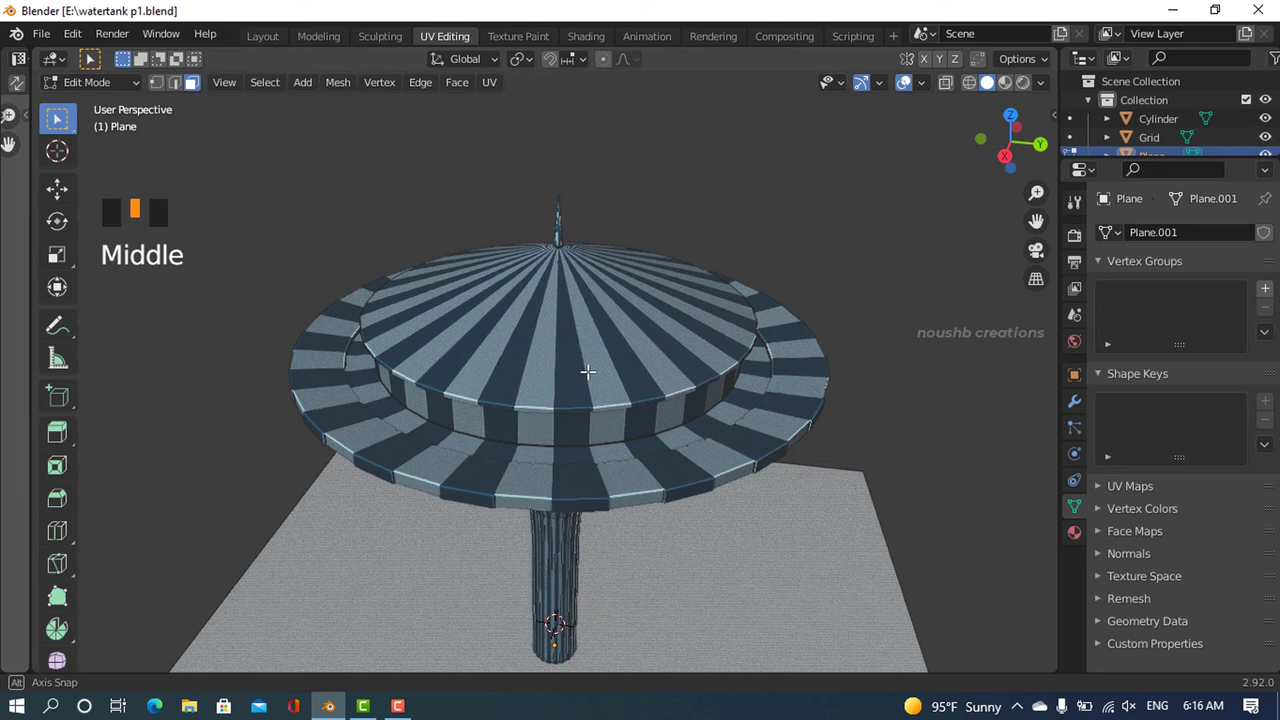 Blender [E:\watertank p1.blend]
File Edit Render Window Help Layout Modeling Sculpting UV Editing Texture Paint Shading Animation Rendering Compositing Scripting + Scene View Layer
Global X Y Z Options
Edit Mode View Select Add Mesh Vertex Edge Face UV
Scene Collection
Collection
Cylinder
Grid
Plane
User Perspective
(1) Plane
Z
Y
X
Middle
noushb creations
Plane Plane.001
Plane.001
Vertex Groups
Shape Keys
UV Maps
Vertex Colors
Face Maps
Normals
Texture Space
Remesh
Geometry Data
Custom Properties
Alt Axis Snap 2.92.0
95°F Sunny ENG 6:16 AM